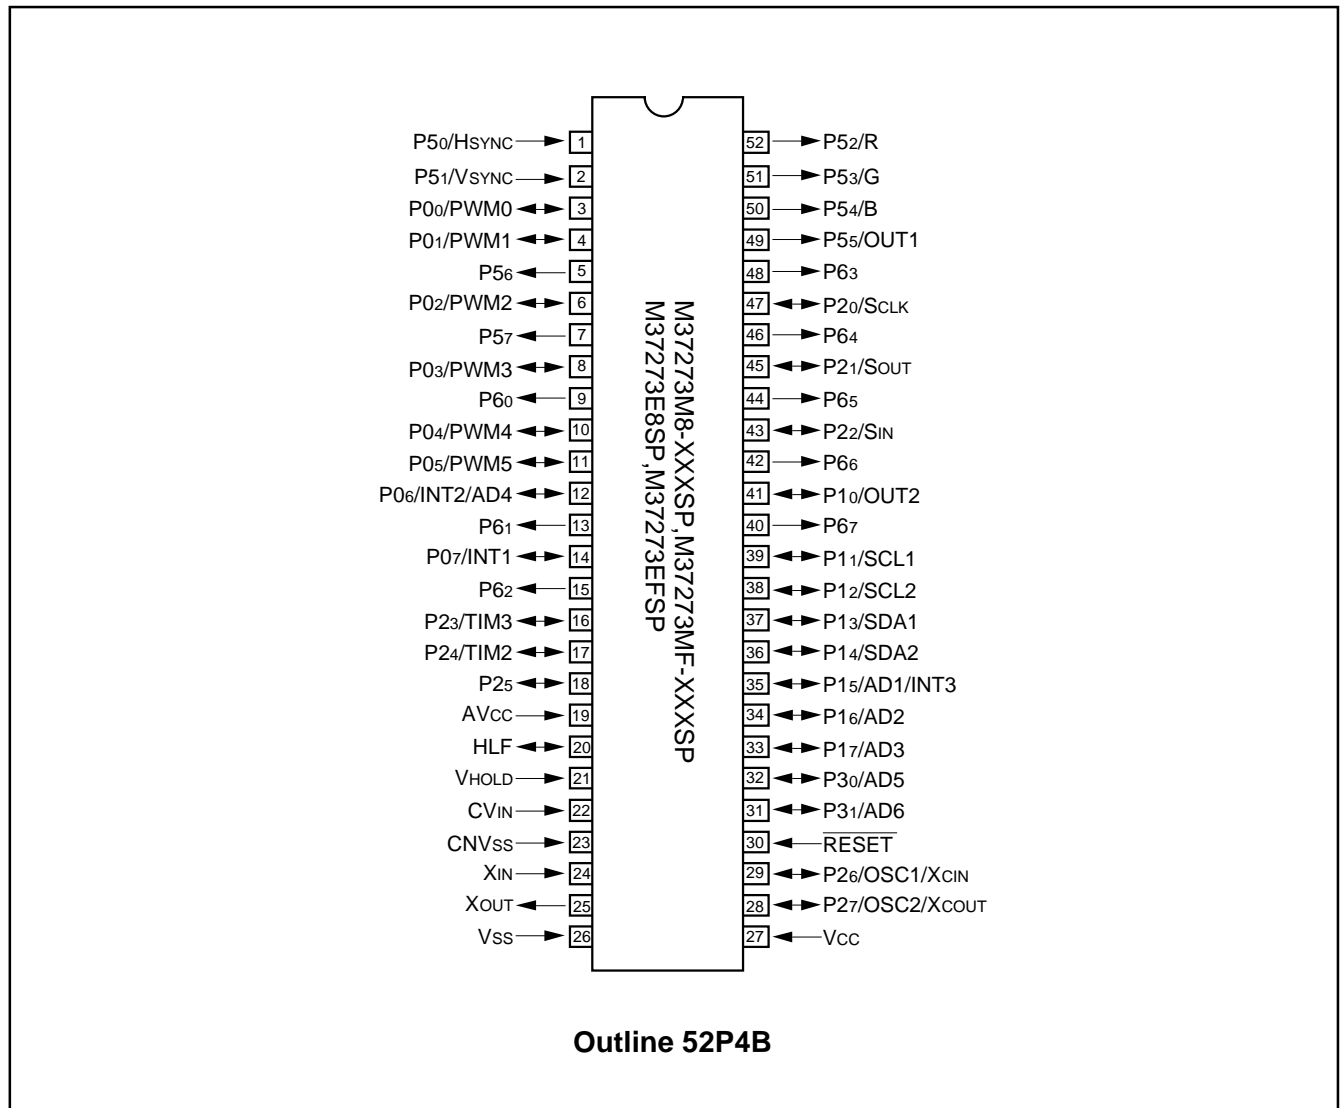 P50/HSYNC 1 52 P52/R
P51/VSYNC 2 51 P53/G
P00/PWM0 3 50 P54/B
P01/PWM1 4 49 P55/OUT1
P56 5 48 P63
P02/PWM2 6 47 P20/SCLK
P57 7 46 P64
P03/PWM3 8 45 P21/SOUT
P60 9 44 P65
P04/PWM4 10 43 P22/SIN
P05/PWM5 11 42 P66
P06/INT2/AD4 12 41 P10/OUT2
P61 13 40 P67
P07/INT1 14 39 P11/SCL1
P62 15 38 P12/SCL2
P23/TIM3 16 37 P13/SDA1
P24/TIM2 17 36 P14/SDA2
P25 18 35 P15/AD1/INT3
AVCC 19 34 P16/AD2
HLF 20 33 P17/AD3
VHOLD 21 32 P30/AD5
CVIN 22 31 P31/AD6
CNVSS 23 30 RESET
XIN 24 29 P26/OSC1/XCIN
XOUT 25 28 P27/OSC2/XCOUT
VSS 26 27 VCC
M37273M8-XXXSP,M37273MF-XXXSP
M37273E8SP,M37273EFSP
Outline 52P4B